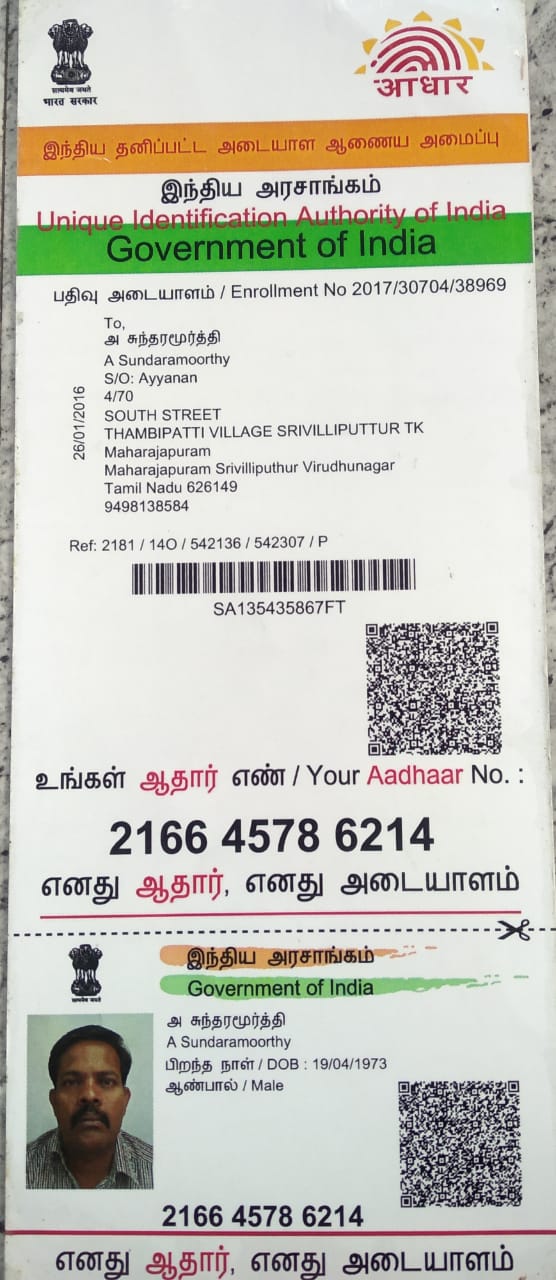 सत्यमेव जयते
भारत सरकार
आधार
இந்திய தனிப்பட்ட அடையாள ஆணைய அமைப்பு
இந்திய அரசாங்கம்
Unique Identification Authority of India
Government of India
பதிவு அடையாளம் / Enrollment No 2017/30704/38969
To,
அ சுந்தரமூர்த்தி
A Sundaramoorthy
S/O: Ayyanan
4/70
SOUTH STREET
THAMBIPATTI VILLAGE SRIVILLIPUTTUR TK
Maharajapuram
Maharajapuram Srivilliputhur Virudhunagar
Tamil Nadu 626149
9498138584
26/01/2016
Ref: 2181 / 14O / 542136 / 542307 / P
SA135435867FT
உங்கள் ஆதார் எண் / Your Aadhaar No. :
2166 4578 6214
எனது ஆதார், எனது அடையாளம்
सत्यमेव जयते
இந்திய அரசாங்கம்
Government of India
அ சுந்தரமூர்த்தி
A Sundaramoorthy
பிறந்த நாள் / DOB : 19/04/1973
ஆண்பால் / Male
2166 4578 6214
எனது ஆதார், எனது அடையாளம்